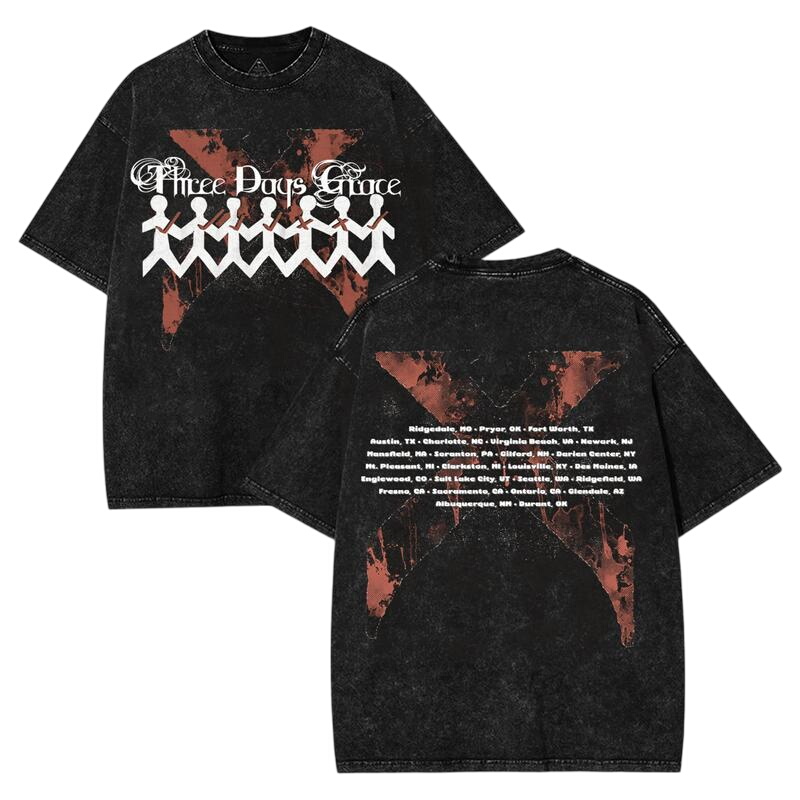 Three Days Grace
Ridgedale, MO • Pryor, OK • Fort Worth, TX
Austin, TX • Charlotte, NC • Virginia Beach, VA • Newark, NJ
Mansfield, MA • Scranton, PA • Gilford, NH • Darien Center, NY
Mt. Pleasant, MI • Clarkston, MI • Louisville, KY • Des Moines, IA
Englewood, CO • Salt Lake City, UT • Seattle, WA • Ridgefield, WA
Fresno, CA • Sacramento, CA • Ontario, CA • Glendale, AZ
Albuquerque, NM • Durant, OK